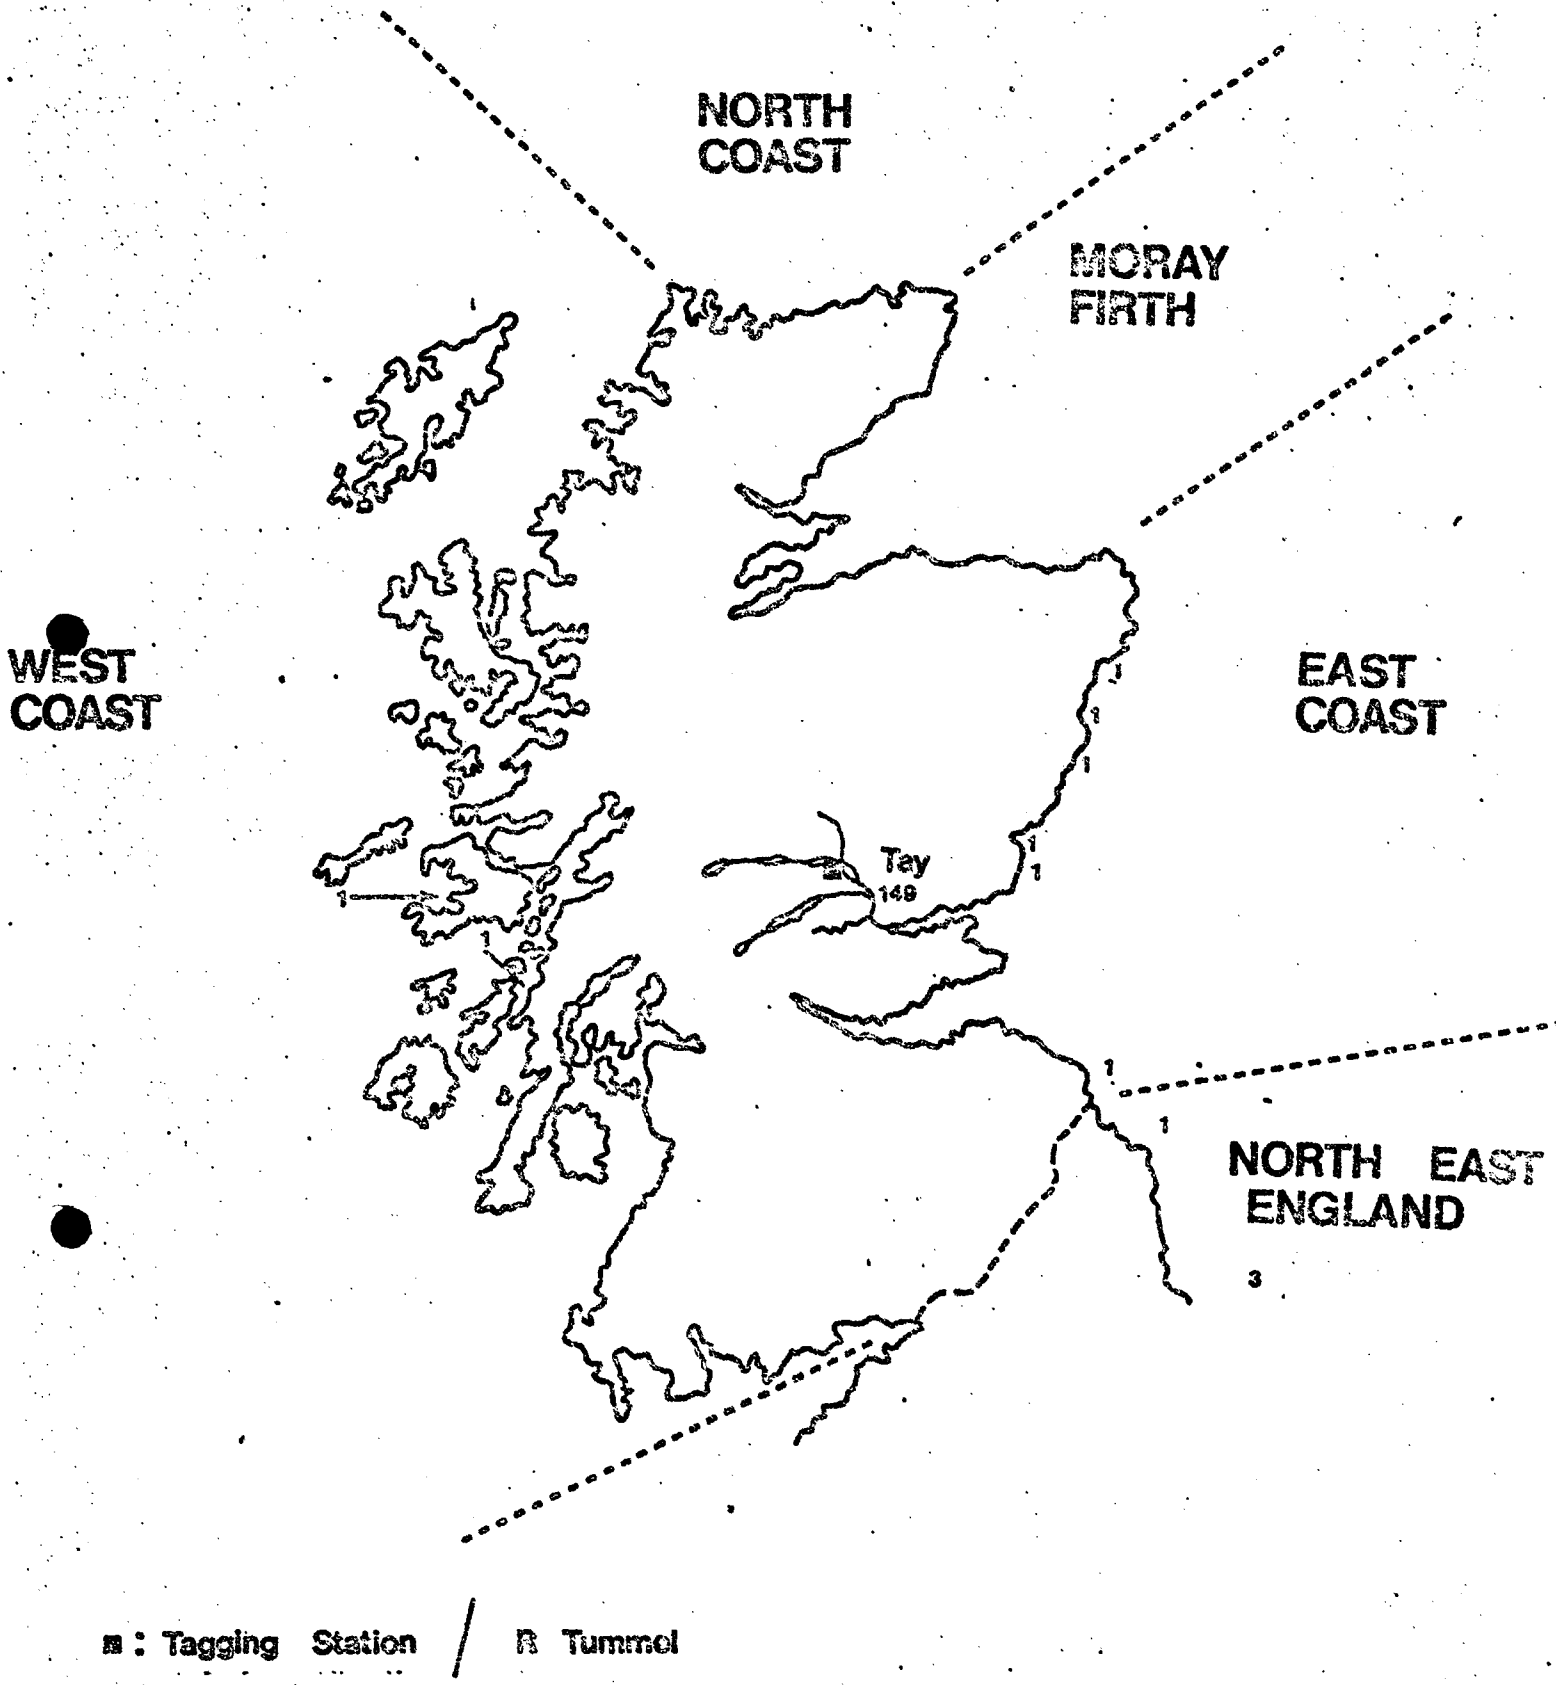 NORTH
COAST
MORAY
FIRTH
WEST
COAST
EAST
COAST
1
1
1
Tay
1
1
149
1
1
1
1
NORTH EAST
ENGLAND
3
: Tagging Station / R Tummel